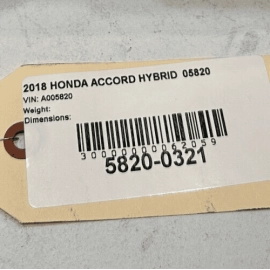 2018 HONDA ACCORD HYBRID 05820
VIN: A005820
Weight:
Dimensions:
3000000062059
5820-0321